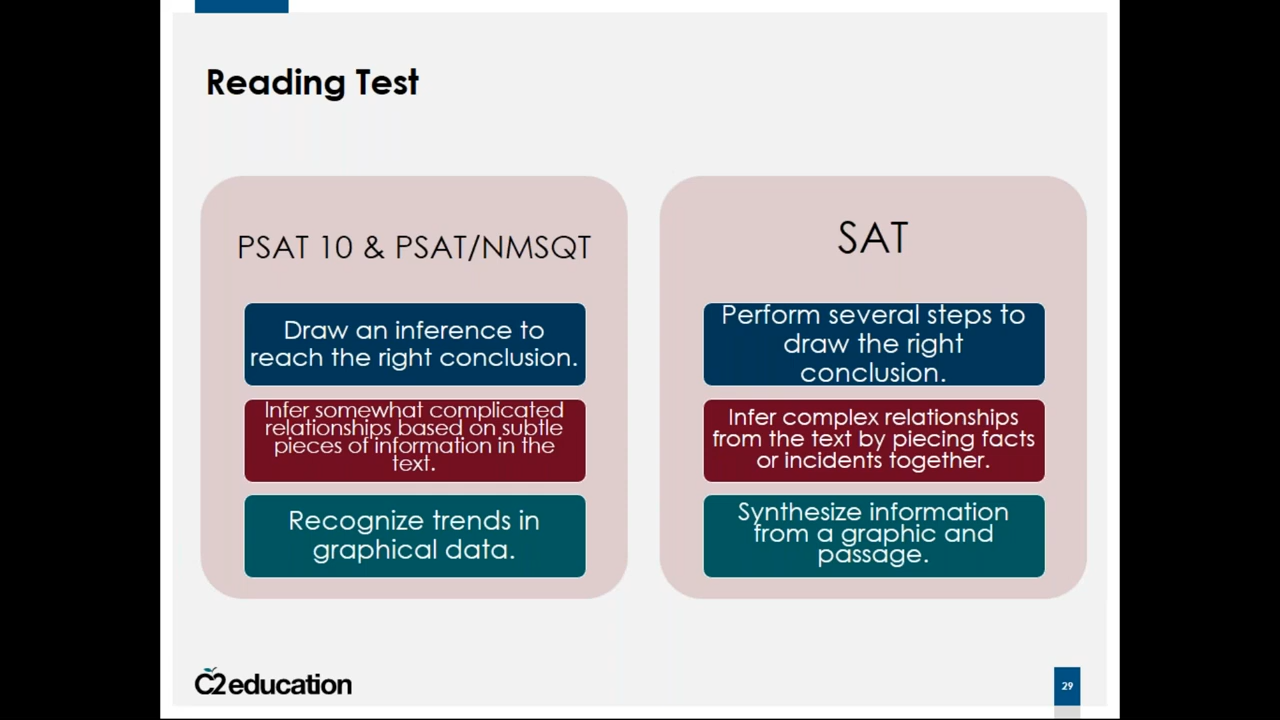 Reading Test
PSAT 10 & PSAT/NMSQT
Draw an inference to
reach the right conclusion.
Infer somewhat complicated
relationships based on subtle
pieces of information in the
text.
Recognize trends in
graphical data.
SAT
Perform several steps to
draw the right
conclusion.
Infer complex relationships
from the text by piecing facts
or incidents together.
Synthesize information
from a graphic and
passage.
C2education
29